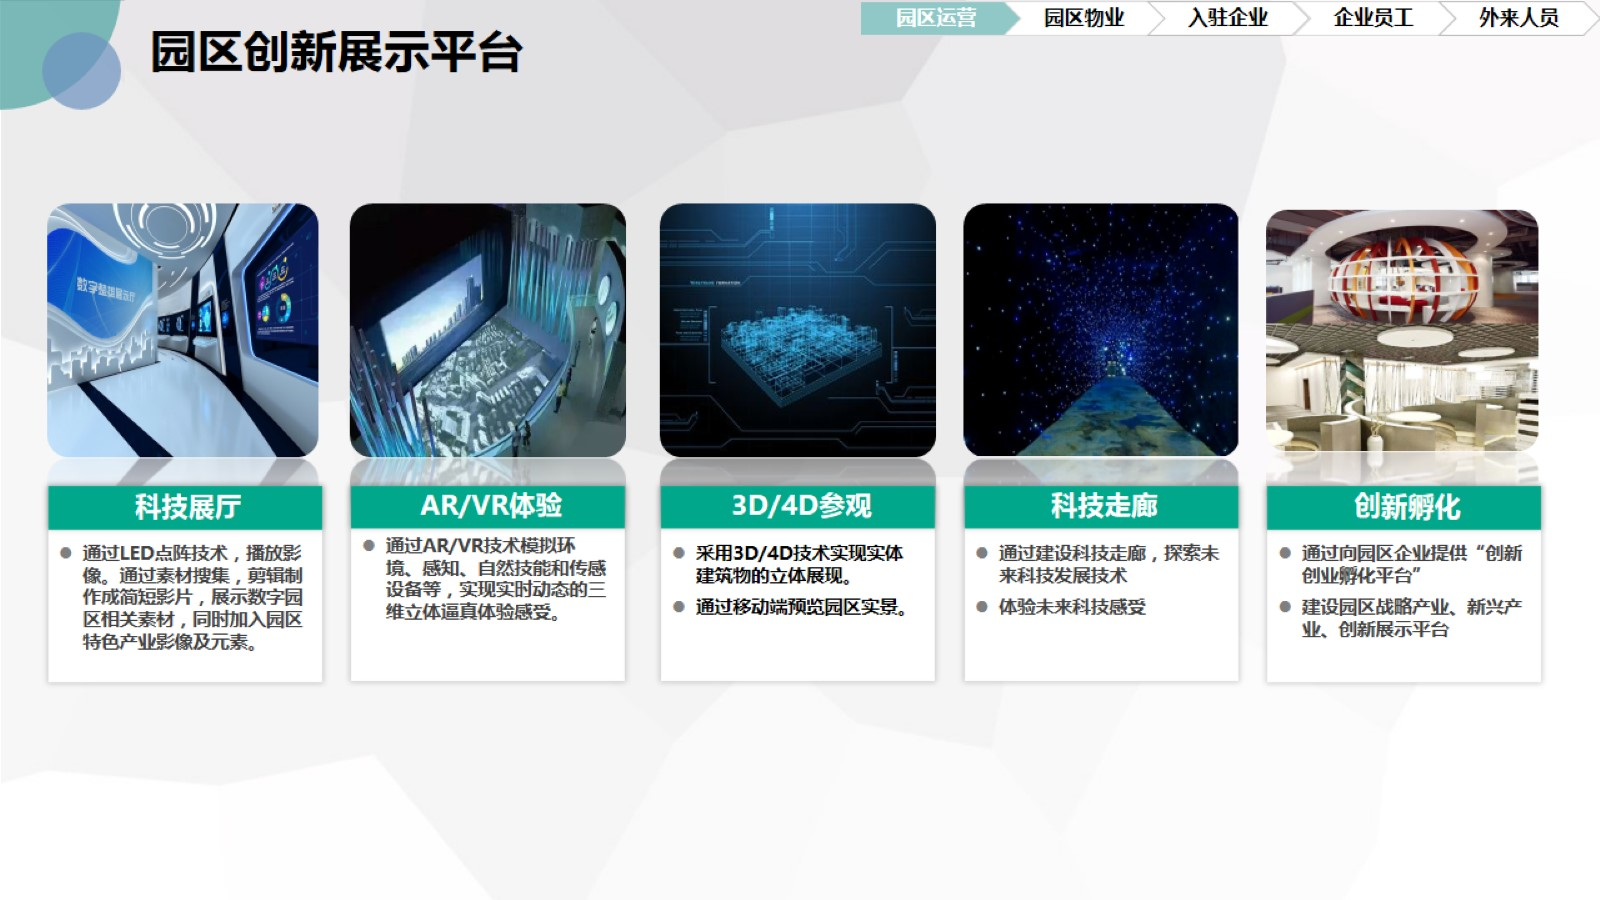 园区运营
园区物业
入驻企业
企业员工
外来人员
园区创新展示平台
科技展厅
通过LED点阵技术，播放影
像。通过素材搜集，剪辑制
作成简短影片，展示数字园
区相关素材，同时加入园区
特色产业影像及元素。
AR/VR体验
通过AR/VR技术模拟环
境、感知、自然技能和传感
设备等，实现实时动态的三
维立体逼真体验感受。
3D/4D参观
采用3D/4D技术实现实体
建筑物的立体展现。
通过移动端预览园区实景。
科技走廊
通过建设科技走廊，探索未
来科技发展技术
体验未来科技感受
创新孵化
通过向园区企业提供“创新
创业孵化平台”
建设园区战略产业、新兴产
业、创新展示平台